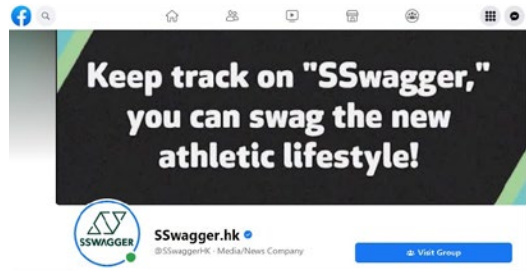 Keep track on "SSwagger,"
you can swag the new
athletic lifestyle!
SSWAGGER
SSwagger.hk
@SSwaggerHK · Media/News Company
Visit Group